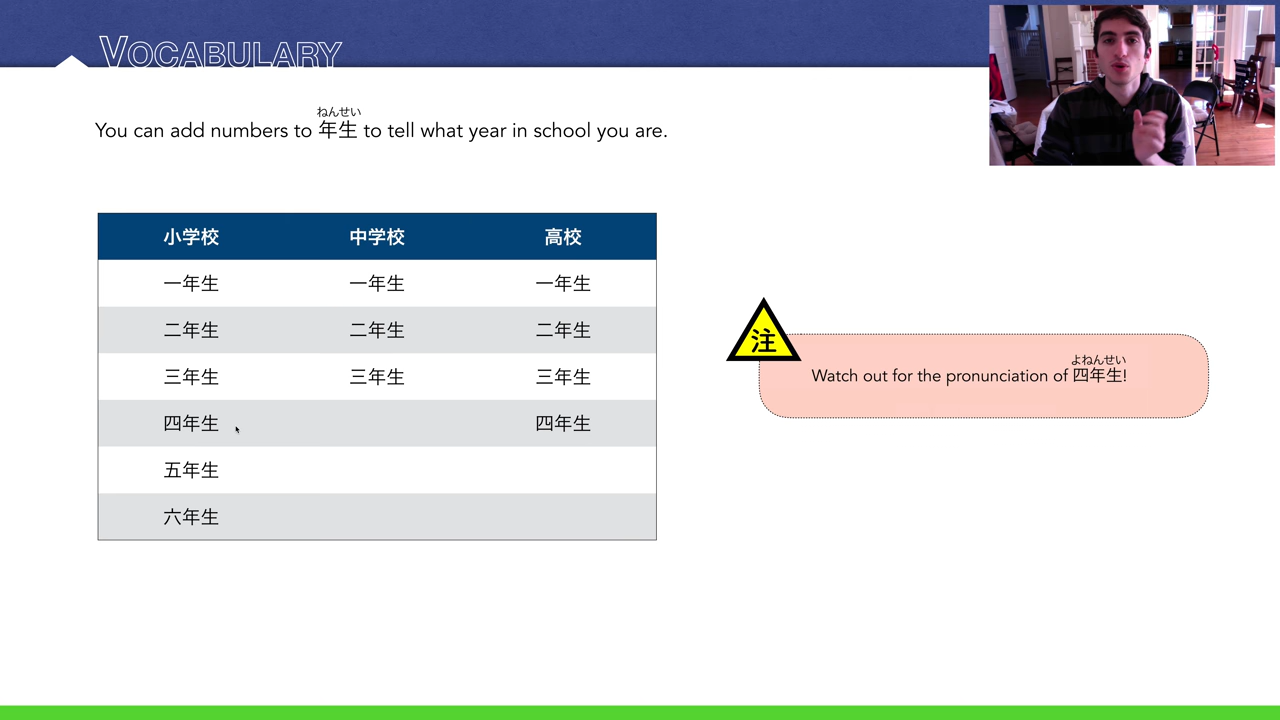 VOCABULARY
ねんせい
You can add numbers to 年生 to tell what year in school you are.
小学校 中学校 高校
一年生 一年生 一年生
二年生 二年生 二年生
三年生 三年生 三年生
四年生 四年生
五年生
六年生
注
よねんせい
Watch out for the pronunciation of 四年生!